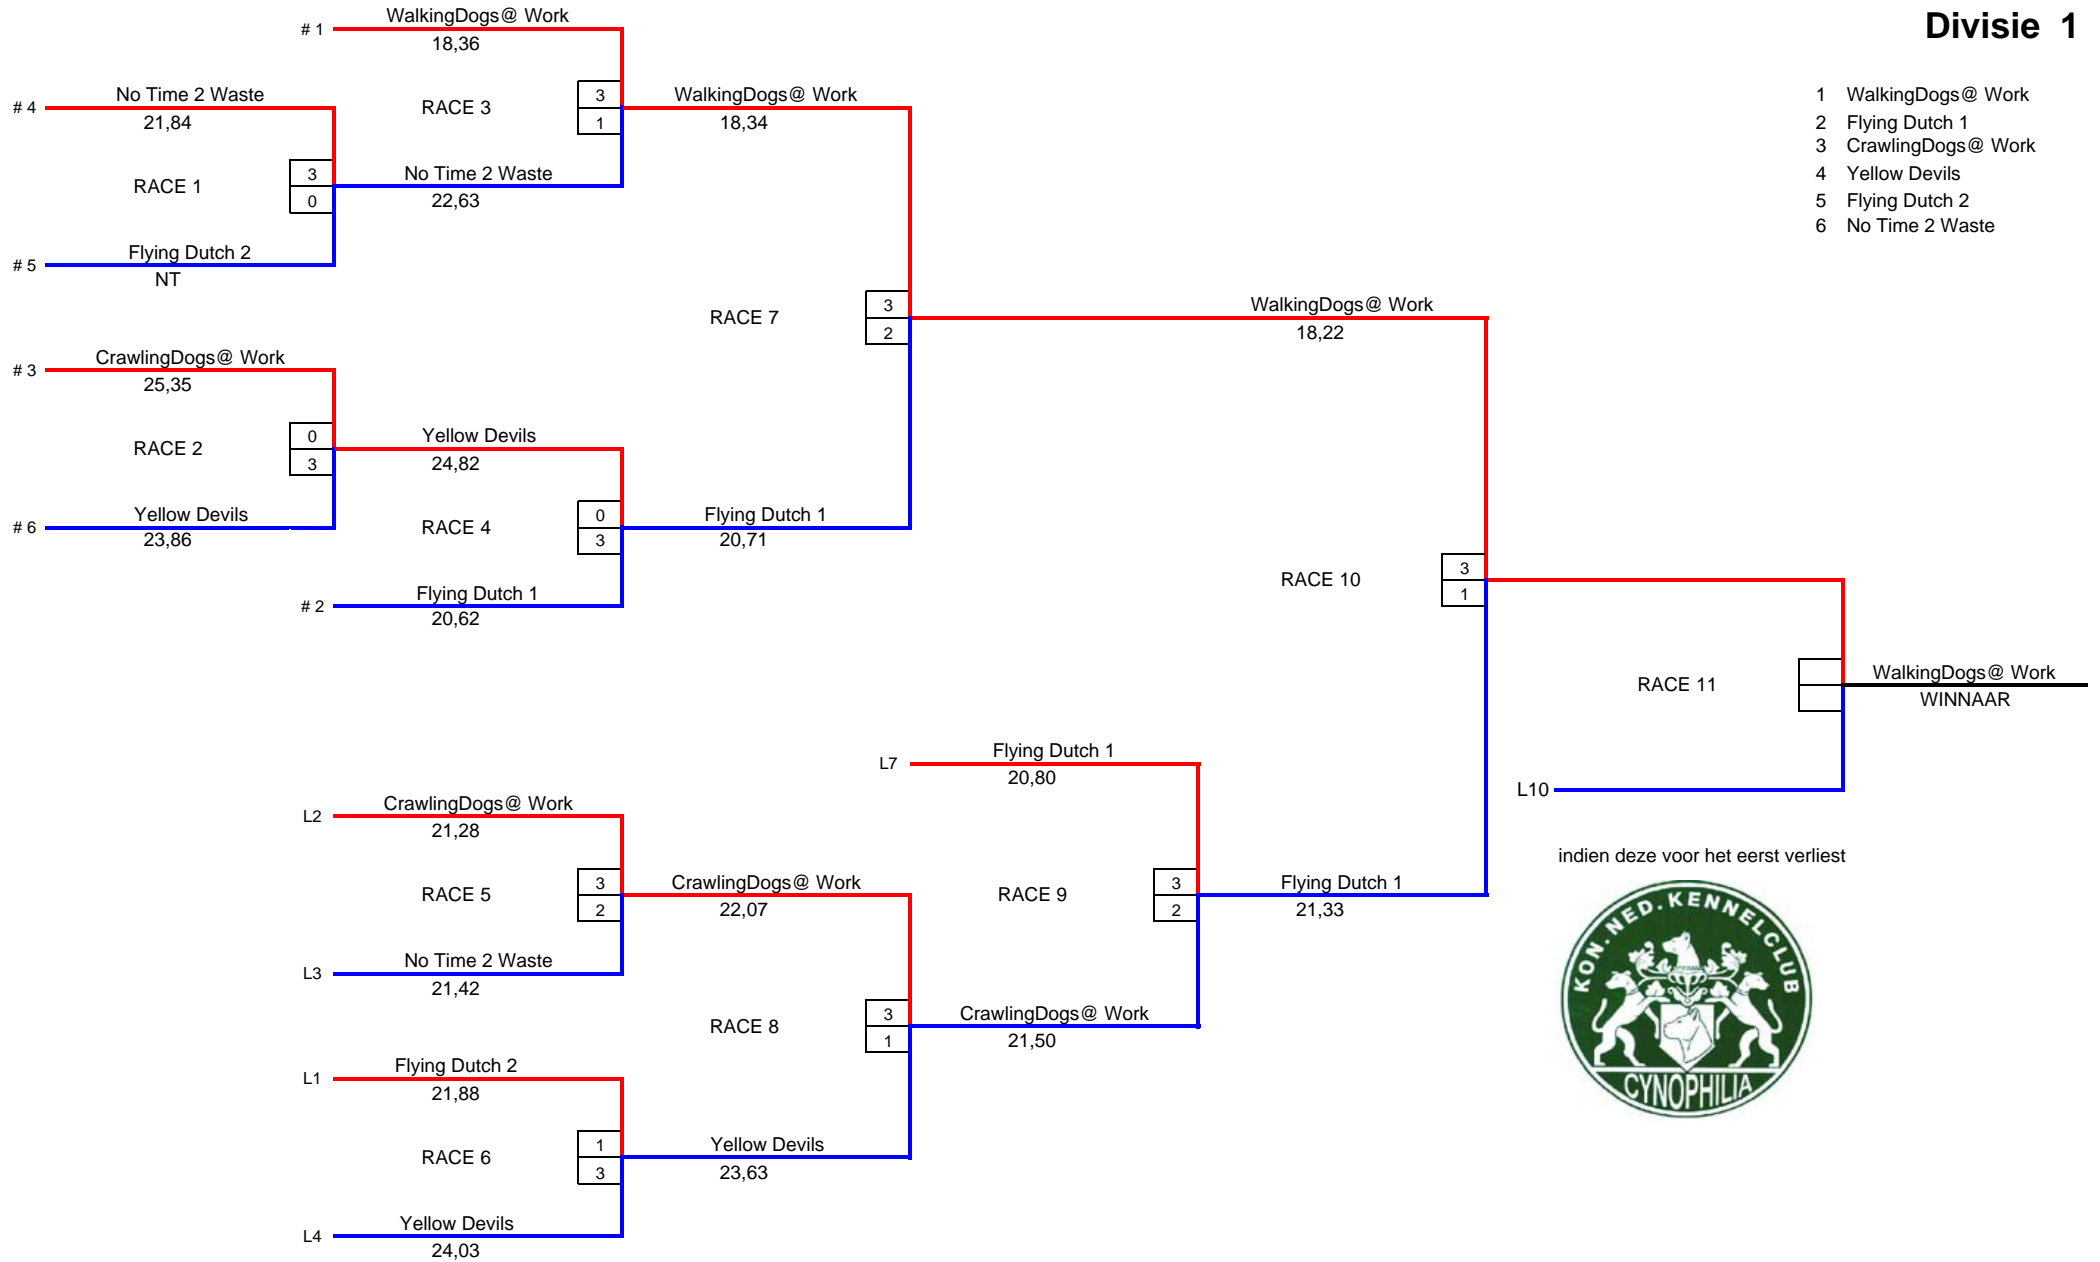 Divisie 1
1 WalkingDogs@ Work
2 Flying Dutch 1
3 CrawlingDogs@ Work
4 Yellow Devils
5 Flying Dutch 2
6 No Time 2 Waste
# 1
WalkingDogs@ Work
18,36
# 4
No Time 2 Waste
21,84
RACE 1
3
0
# 5
Flying Dutch 2
NT
RACE 3
3
1
No Time 2 Waste
22,63
WalkingDogs@ Work
18,34
# 3
CrawlingDogs@ Work
25,35
RACE 2
0
3
# 6
Yellow Devils
23,86
Yellow Devils
24,82
RACE 4
0
3
# 2
Flying Dutch 1
20,62
Flying Dutch 1
20,71
RACE 7
3
2
WalkingDogs@ Work
18,22
RACE 10
3
1
RACE 11
WalkingDogs@ Work
WINNAAR
L10
indien deze voor het eerst verliest
L7
Flying Dutch 1
20,80
RACE 9
3
2
Flying Dutch 1
21,33
L2
CrawlingDogs@ Work
21,28
RACE 5
3
2
L3
No Time 2 Waste
21,42
CrawlingDogs@ Work
22,07
RACE 8
3
1
CrawlingDogs@ Work
21,50
L1
Flying Dutch 2
21,88
RACE 6
1
3
L4
Yellow Devils
24,03
Yellow Devils
23,63
KON.NED.KENNELCLUB
CYNOPHILIA